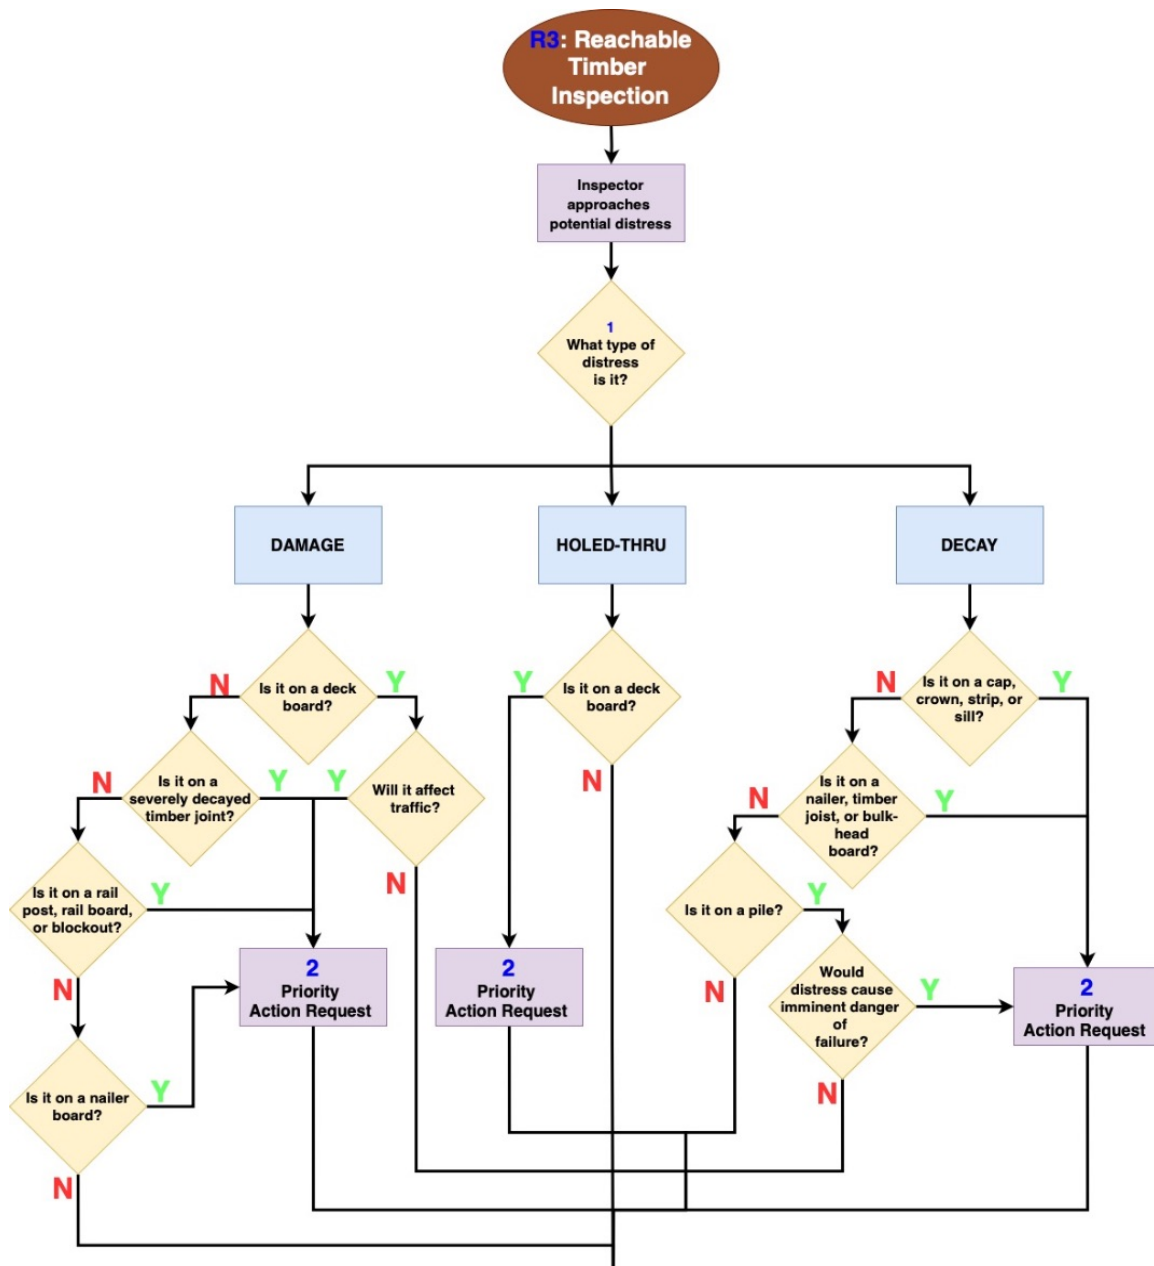 R3: Reachable
Timber
Inspection
Inspector
approaches
potential distress
1
What type of
distress
is it?
DAMAGE
HOLED-THRU
DECAY
N
Is it on a deck
board?
Y
Y
Is it on a deck
board?
N
N
Is it on a cap,
crown, strip, or
sill?
Y
N
Is it on a
severely decayed
timber joint?
Y
Y
Will it affect
traffic?
N
N
Is it on a
nailer, timber
joist, or bulk-
head
board?
Y
Is it on a rail
post, rail board,
or blockout?
Y
N
Is it on a pile?
Y
N
2
Priority
Action Request
2
Priority
Action Request
Would
distress cause
imminent danger
of
failure?
Y
N
2
Priority
Action Request
Is it on a nailer
board?
Y
N